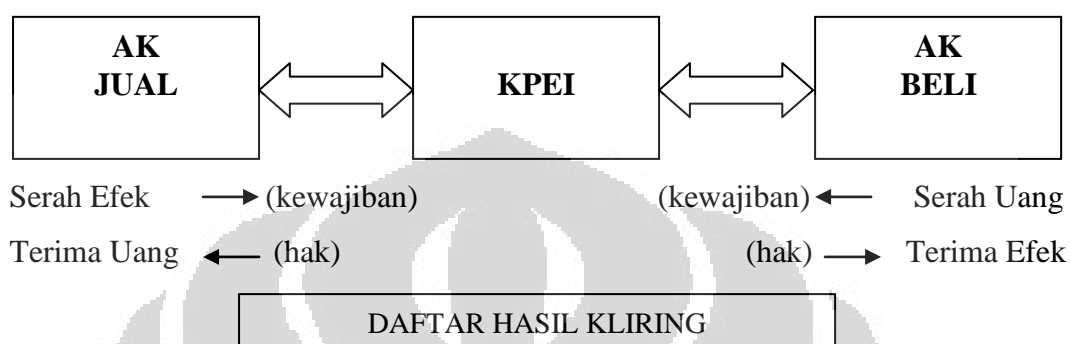 AK JUAL
KPEI
AK BELI
Serah Efek (kewajiban) (kewajiban) Serah Uang
Terima Uang (hak) (hak) Terima Efek
DAFTAR HASIL KLIRING